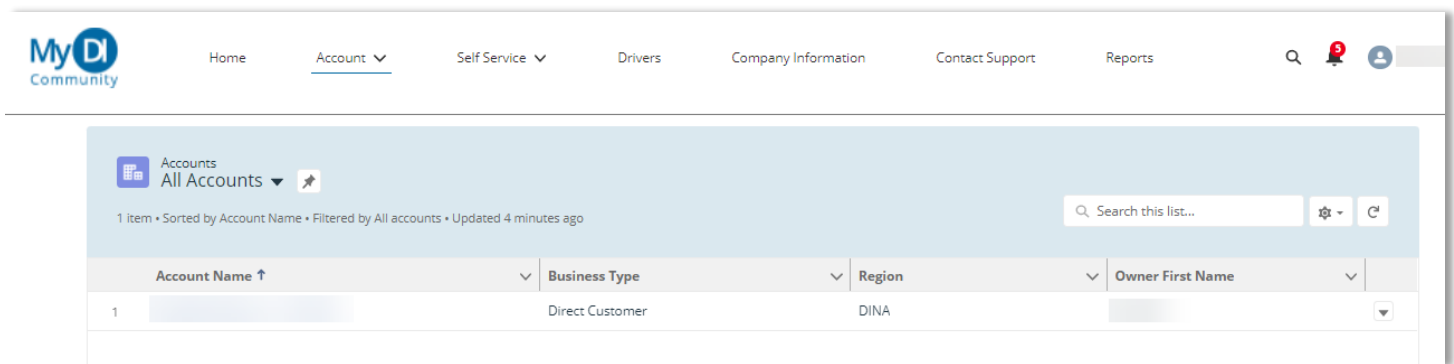 My DI
Community
Home Account Self Service Drivers Company Information Contact Support Reports 5
Accounts
All Accounts
1 item • Sorted by Account Name • Filtered by All accounts • Updated 4 minutes ago
Search this list...
Account Name ↑ Business Type Region Owner First Name
1 Direct Customer DINA